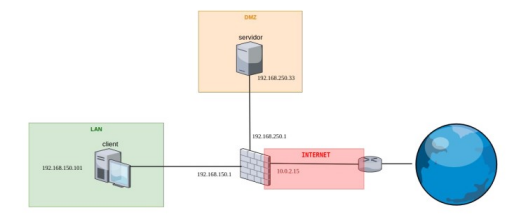 DMZ
servidor
192.168.250.33
192.168.250.1
LAN
client
192.168.150.101
192.168.150.1
INTERNET
10.0.2.15